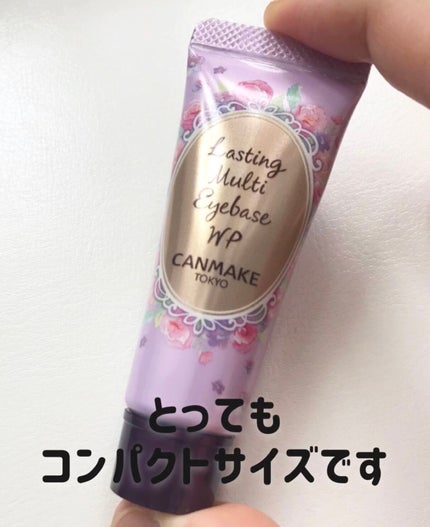 Lasting
Multi
Eyebase
WP
CANMAKE
TOKYO
とっても
コンパクトサイズです